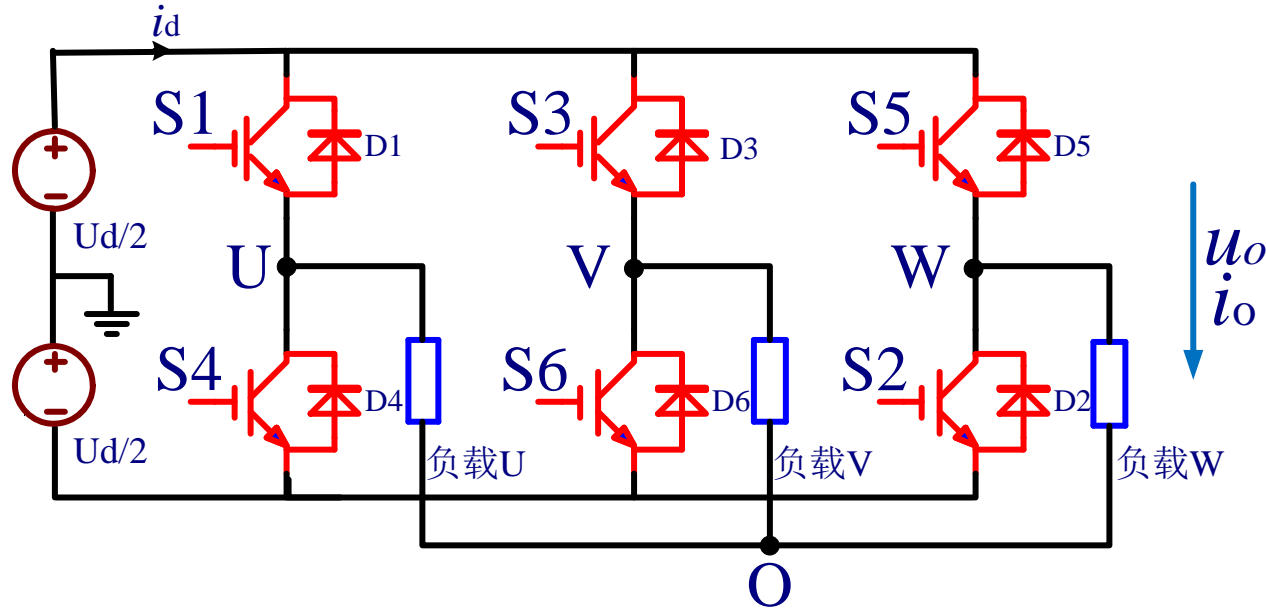 id
S1
D1
S3
D3
S5
D5
Ud/2
U
V
W
uo
io
S4
D4
S6
D6
S2
D2
Ud/2
负载U
负载V
负载W
O